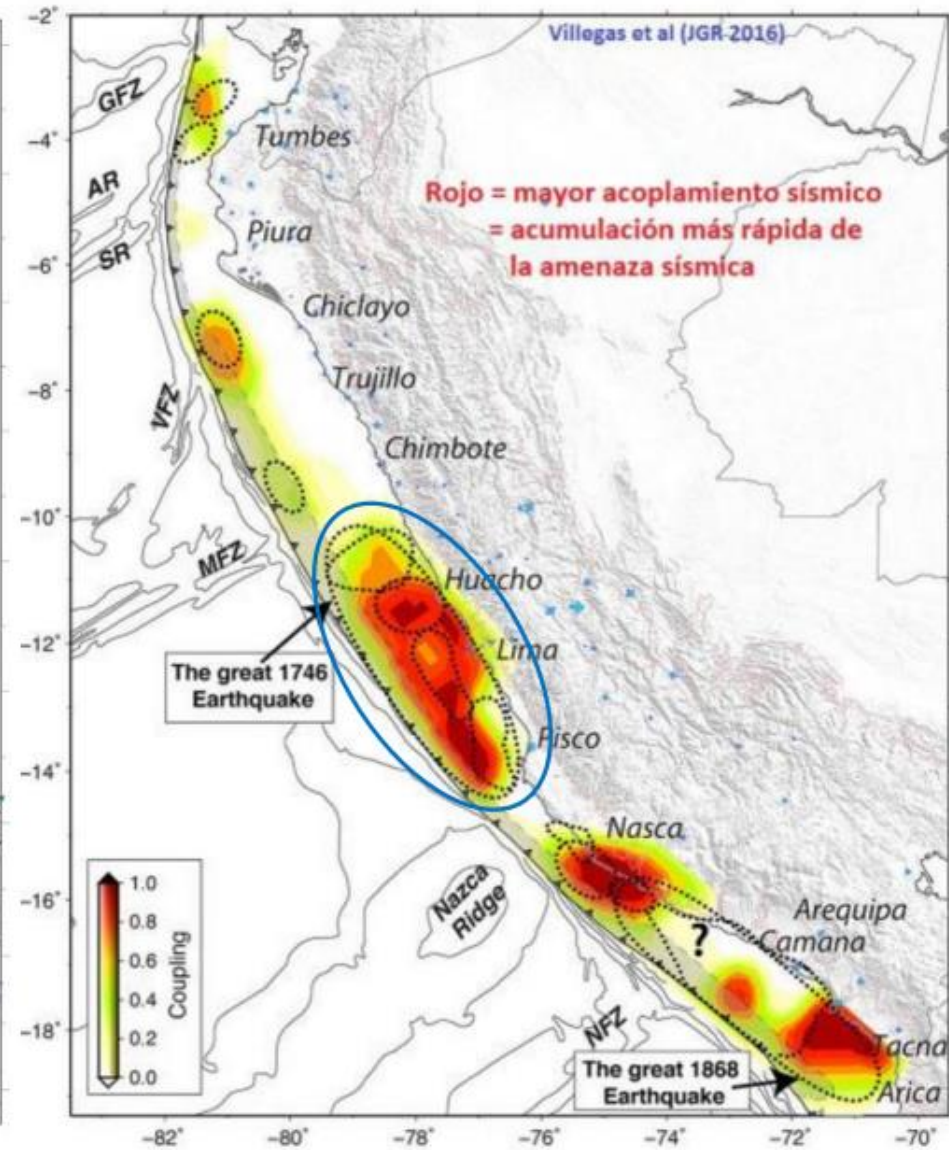 Villegas et al (JGR 2016)
-2°
-4°
-6°
-8°
-10°
-12°
-14°
-16°
-18°
GFZ
AR
SR
VFZ
MFZ
Tumbes
Rojo = mayor acoplamiento sísmico
= acumulación más rápida de
la amenaza sísmica
Piura
Chiclayo
Trujillo
Chimbote
Huacho
Lima
The great 1746
Earthquake
Pisco
Nasca
Nazca
Ridge
Arequipa
Camana
?
1.0
0.8
0.6
0.4
0.2
0.0
Coupling
NFZ
The great 1868
Earthquake
Tacna
Arica
-82
-80
-78
-76
-74
-72
-70